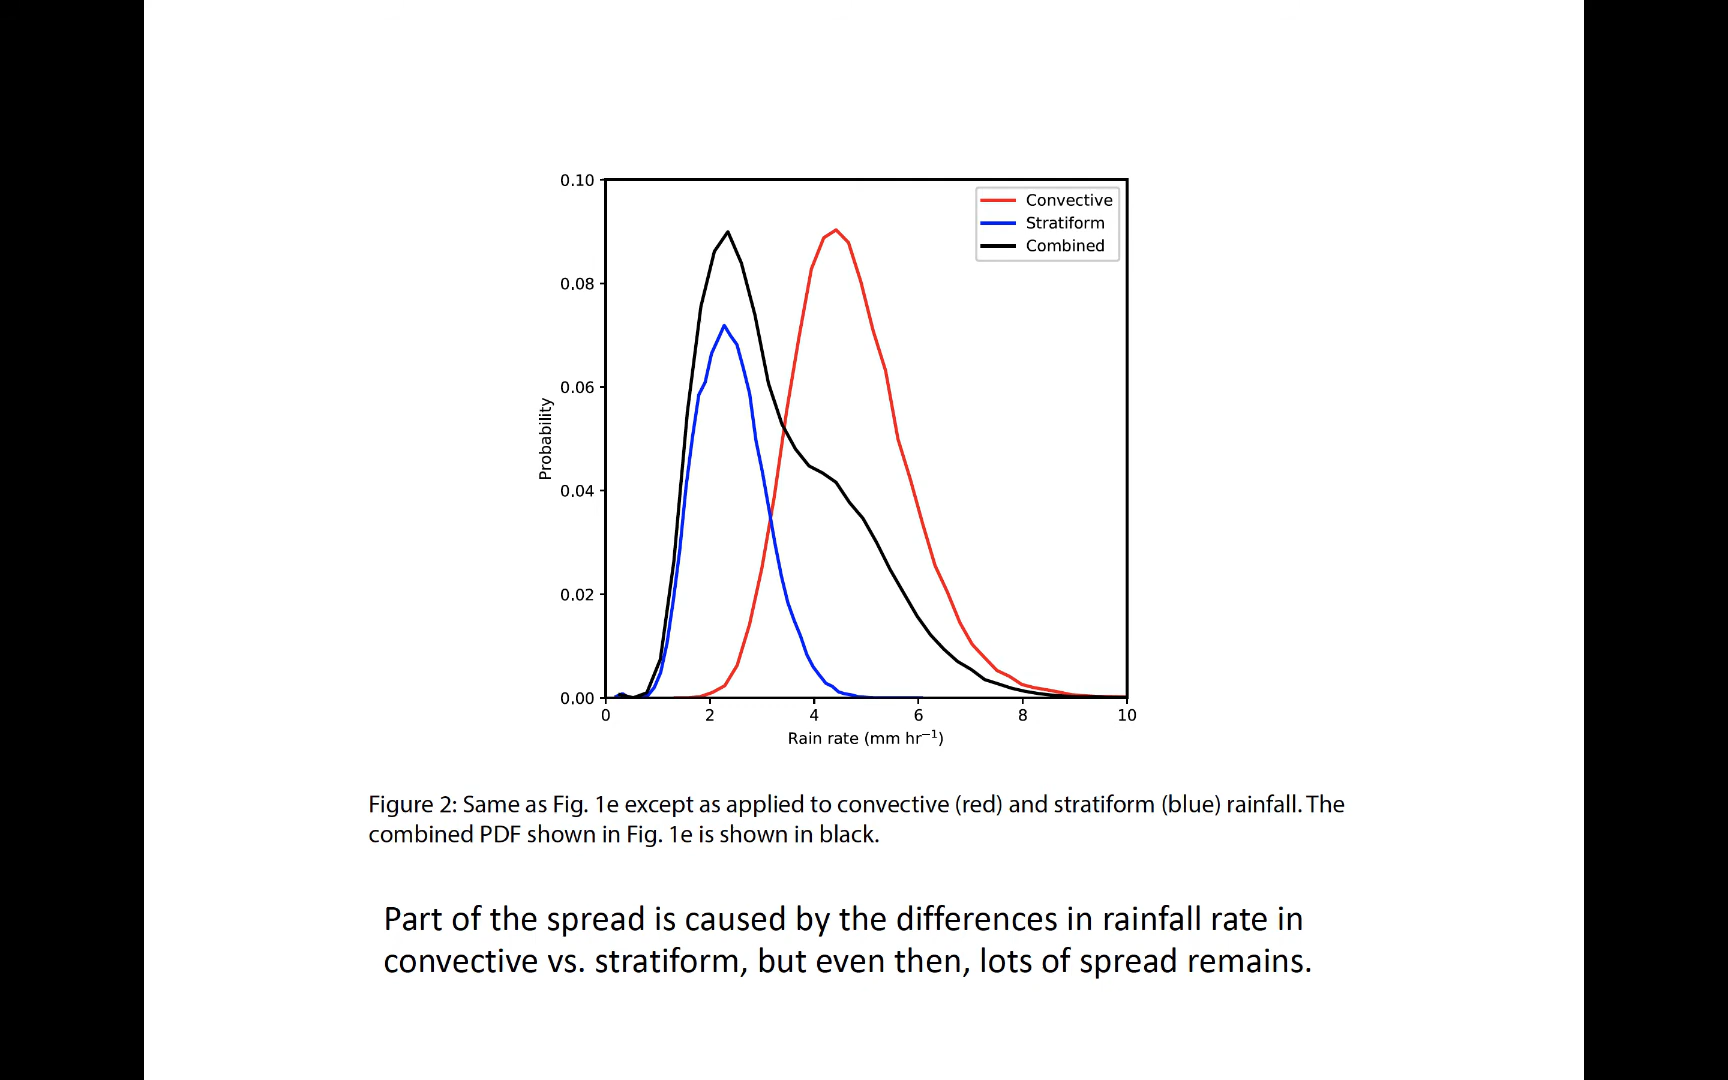 0.10
0.08
0.06
0.04
0.02
0.00
Probability
0 2 4 6 8 10
Rain rate (mm hr⁻¹)
Convective
Stratiform
Combined
Figure 2: Same as Fig. 1e except as applied to convective (red) and stratiform (blue) rainfall. The
combined PDF shown in Fig. 1e is shown in black.
Part of the spread is caused by the differences in rainfall rate in
convective vs. stratiform, but even then, lots of spread remains.